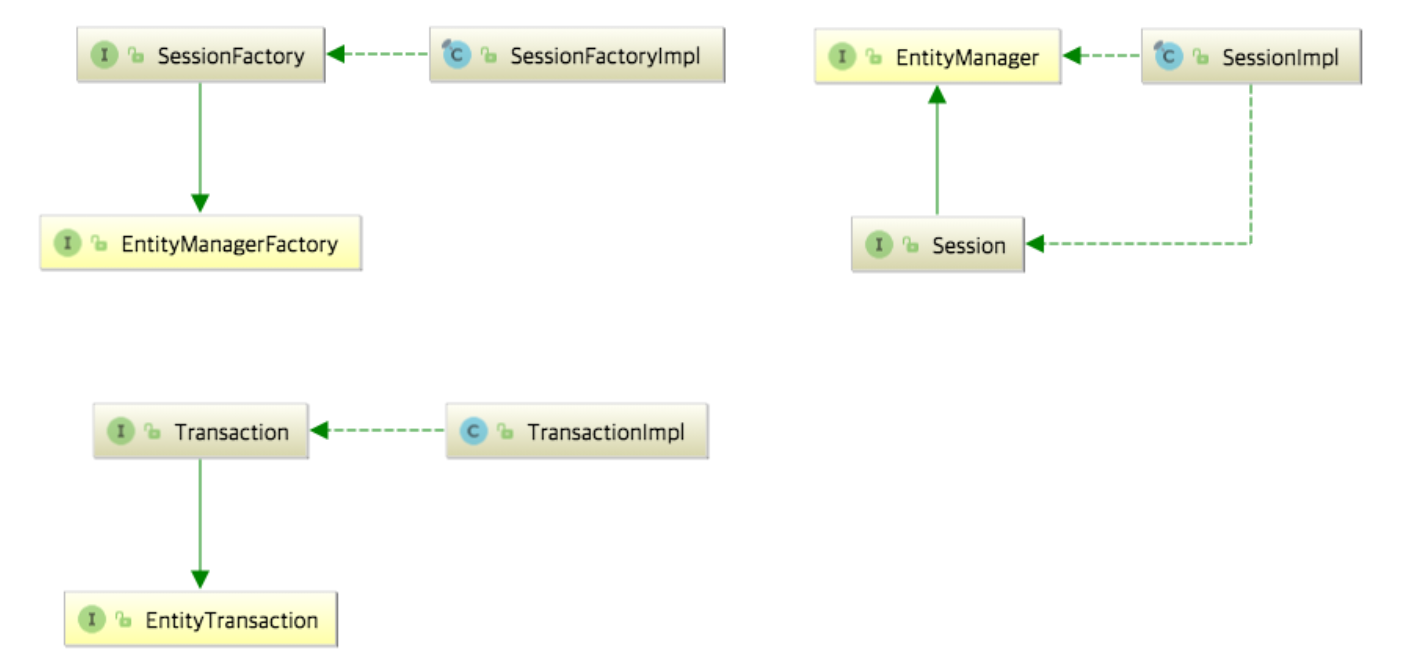 I SessionFactory
C SessionFactoryImpl
I EntityManager
C SessionImpl
I EntityManagerFactory
I Session
I Transaction
C TransactionImpl
I EntityTransaction